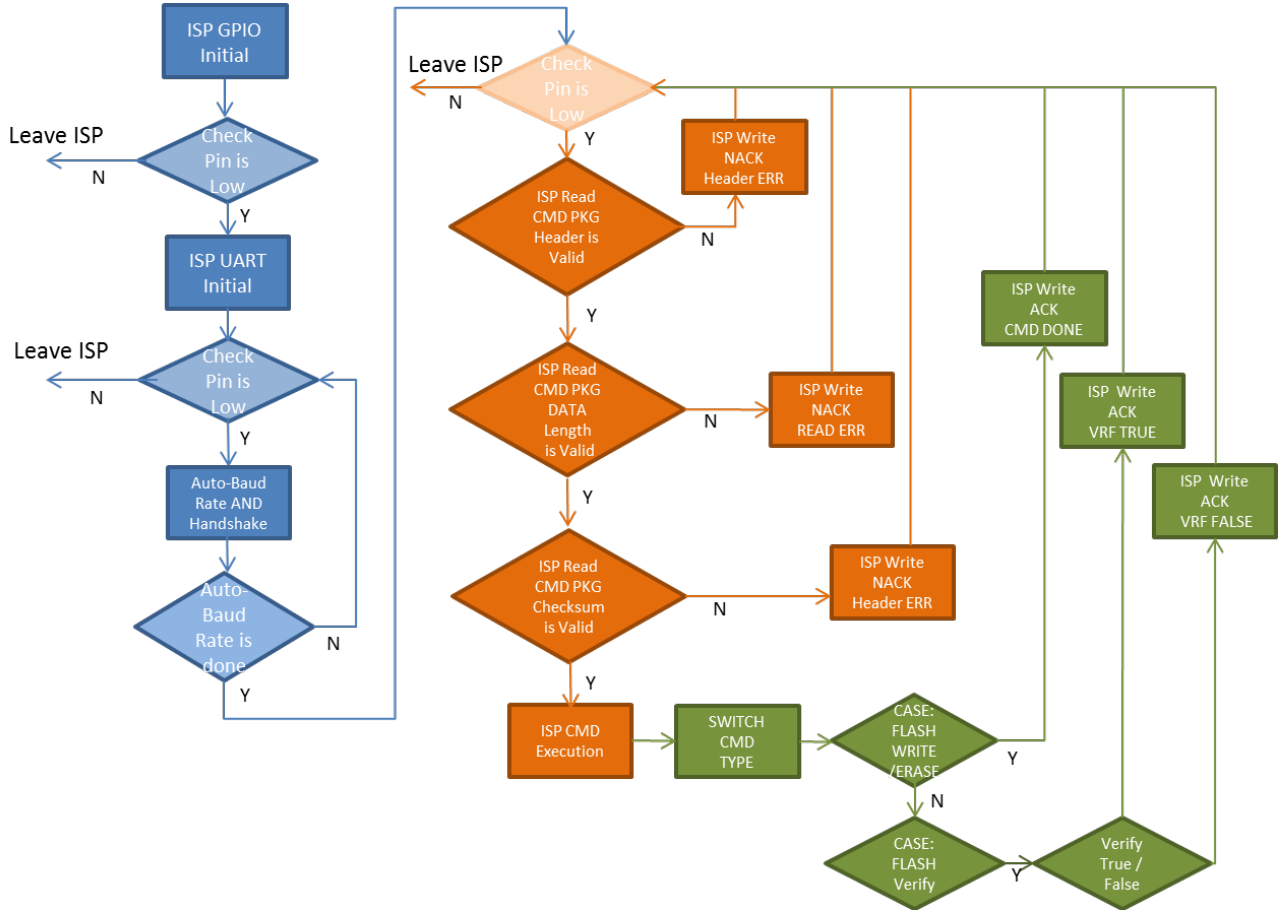 ISP GPIO
Initial
Leave ISP
Check
Pin is
Low
N
Y
ISP UART
Initial
Leave ISP
Check
Pin is
Low
N
Y
Auto-Baud
Rate AND
Handshake
Auto-
Baud
Rate is
done
N
Y
Leave ISP
Check
Pin is
Low
N
Y
ISP Write
NACK
Header ERR
ISP Read
CMD PKG
Header is
Valid
N
Y
ISP Read
CMD PKG
DATA
Length
is Valid
N
ISP Write
NACK
READ ERR
Y
ISP Read
CMD PKG
Checksum
is Valid
N
ISP Write
NACK
Header ERR
Y
ISP CMD
Execution
SWITCH
CMD
TYPE
CASE:
FLASH
WRITE
/ERASE
Y
N
CASE:
FLASH
Verify
Y
Verify
True /
False
ISP Write
ACK
CMD DONE
ISP Write
ACK
VRF TRUE
ISP Write
ACK
VRF FALSE